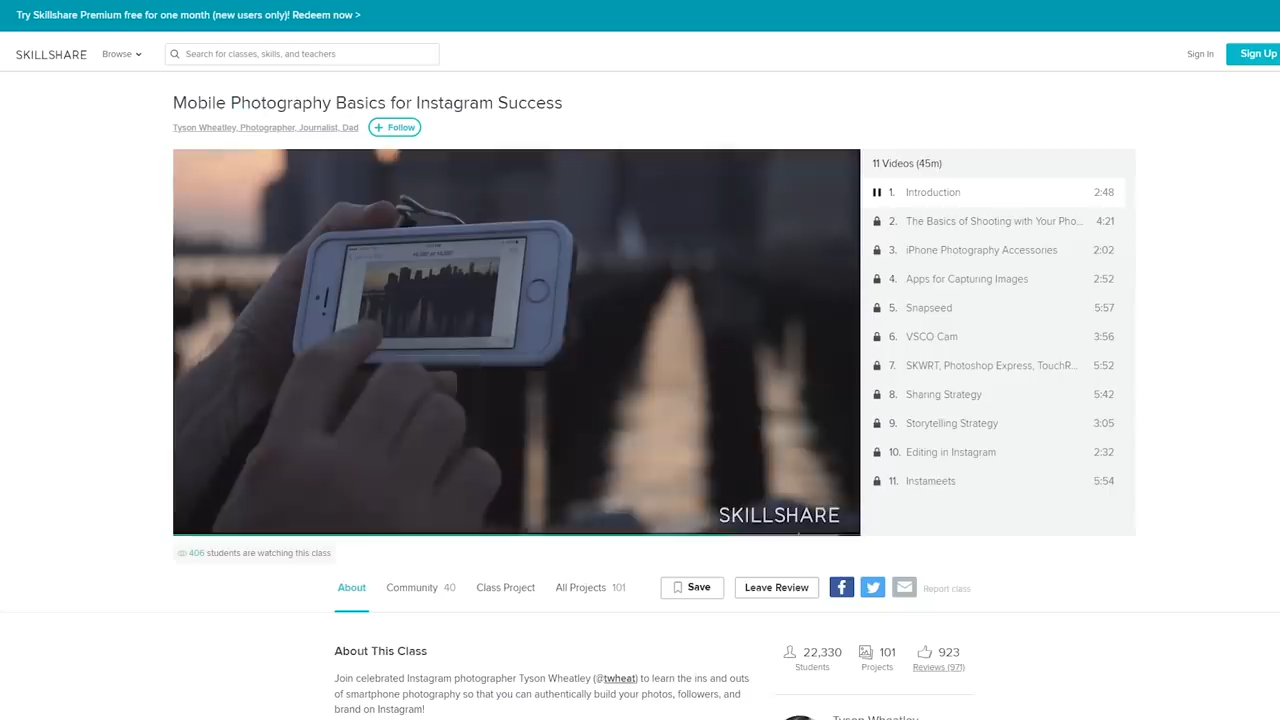 Try Skillshare Premium free for one month (new users only)! Redeem now >
SKILLSHARE
Browse
Search for classes, skills, and teachers
Sign In
Sign Up
Mobile Photography Basics for Instagram Success
Tyson Wheatley, Photographer, Journalist, Dad
+ Follow
11 Videos (45m)
1. Introduction 2:48
2. The Basics of Shooting with Your Pho... 4:21
3. iPhone Photography Accessories 2:02
4. Apps for Capturing Images 2:52
5. Snapseed 5:57
6. VSCO Cam 3:56
7. SKWRT, Photoshop Express, TouchR... 5:52
8. Sharing Strategy 5:42
9. Storytelling Strategy 3:05
10. Editing in Instagram 2:32
11. Instameets 5:54
SKILLSHARE
406 students are watching this class
About
Community 40
Class Project
All Projects 101
Save
Leave Review
Report class
About This Class
Join celebrated Instagram photographer Tyson Wheatley (@twheat) to learn the ins and outs
of smartphone photography so that you can authentically build your photos, followers, and
brand on Instagram!
22,330
Students
101
Projects
923
Reviews (971)
Tyson Wheatley